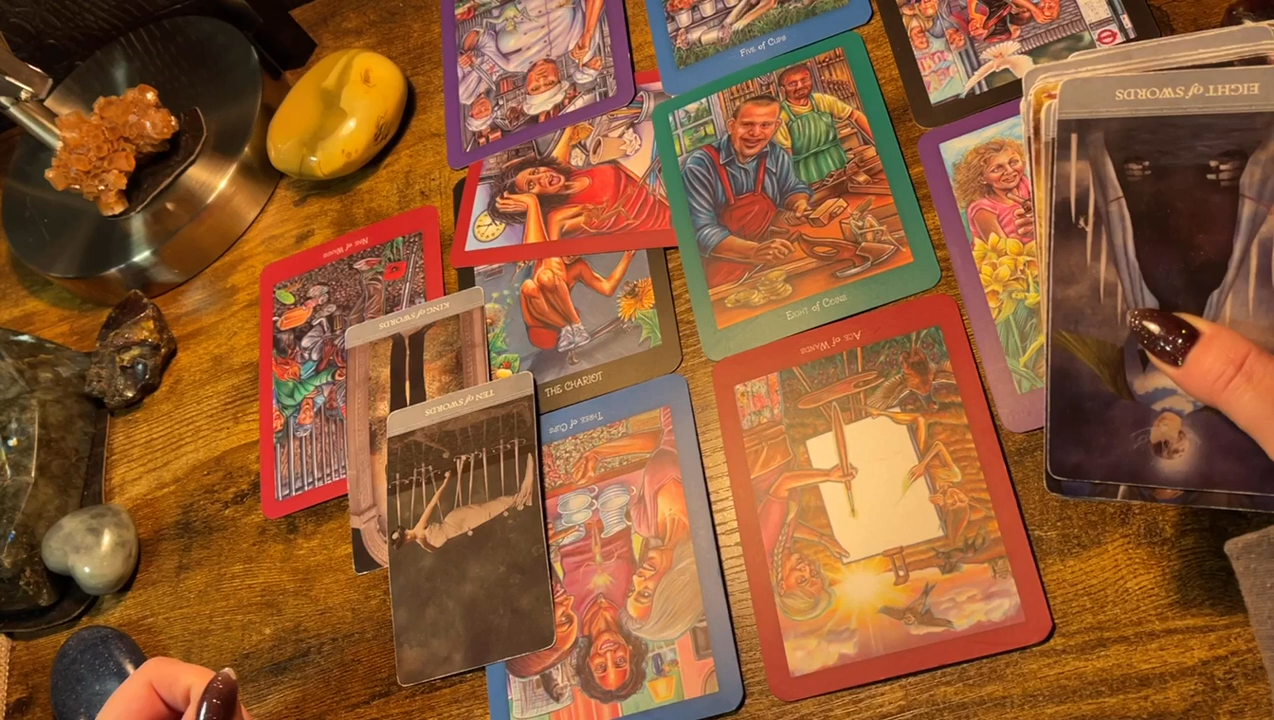 FIVE of CUPS
EIGHT of SWORDS
NINE of WANDS
EIGHT of COINS
KING of SWORDS
ACE of WANDS
THE CHARIOT
TEN of SWORDS
THREE of CUPS